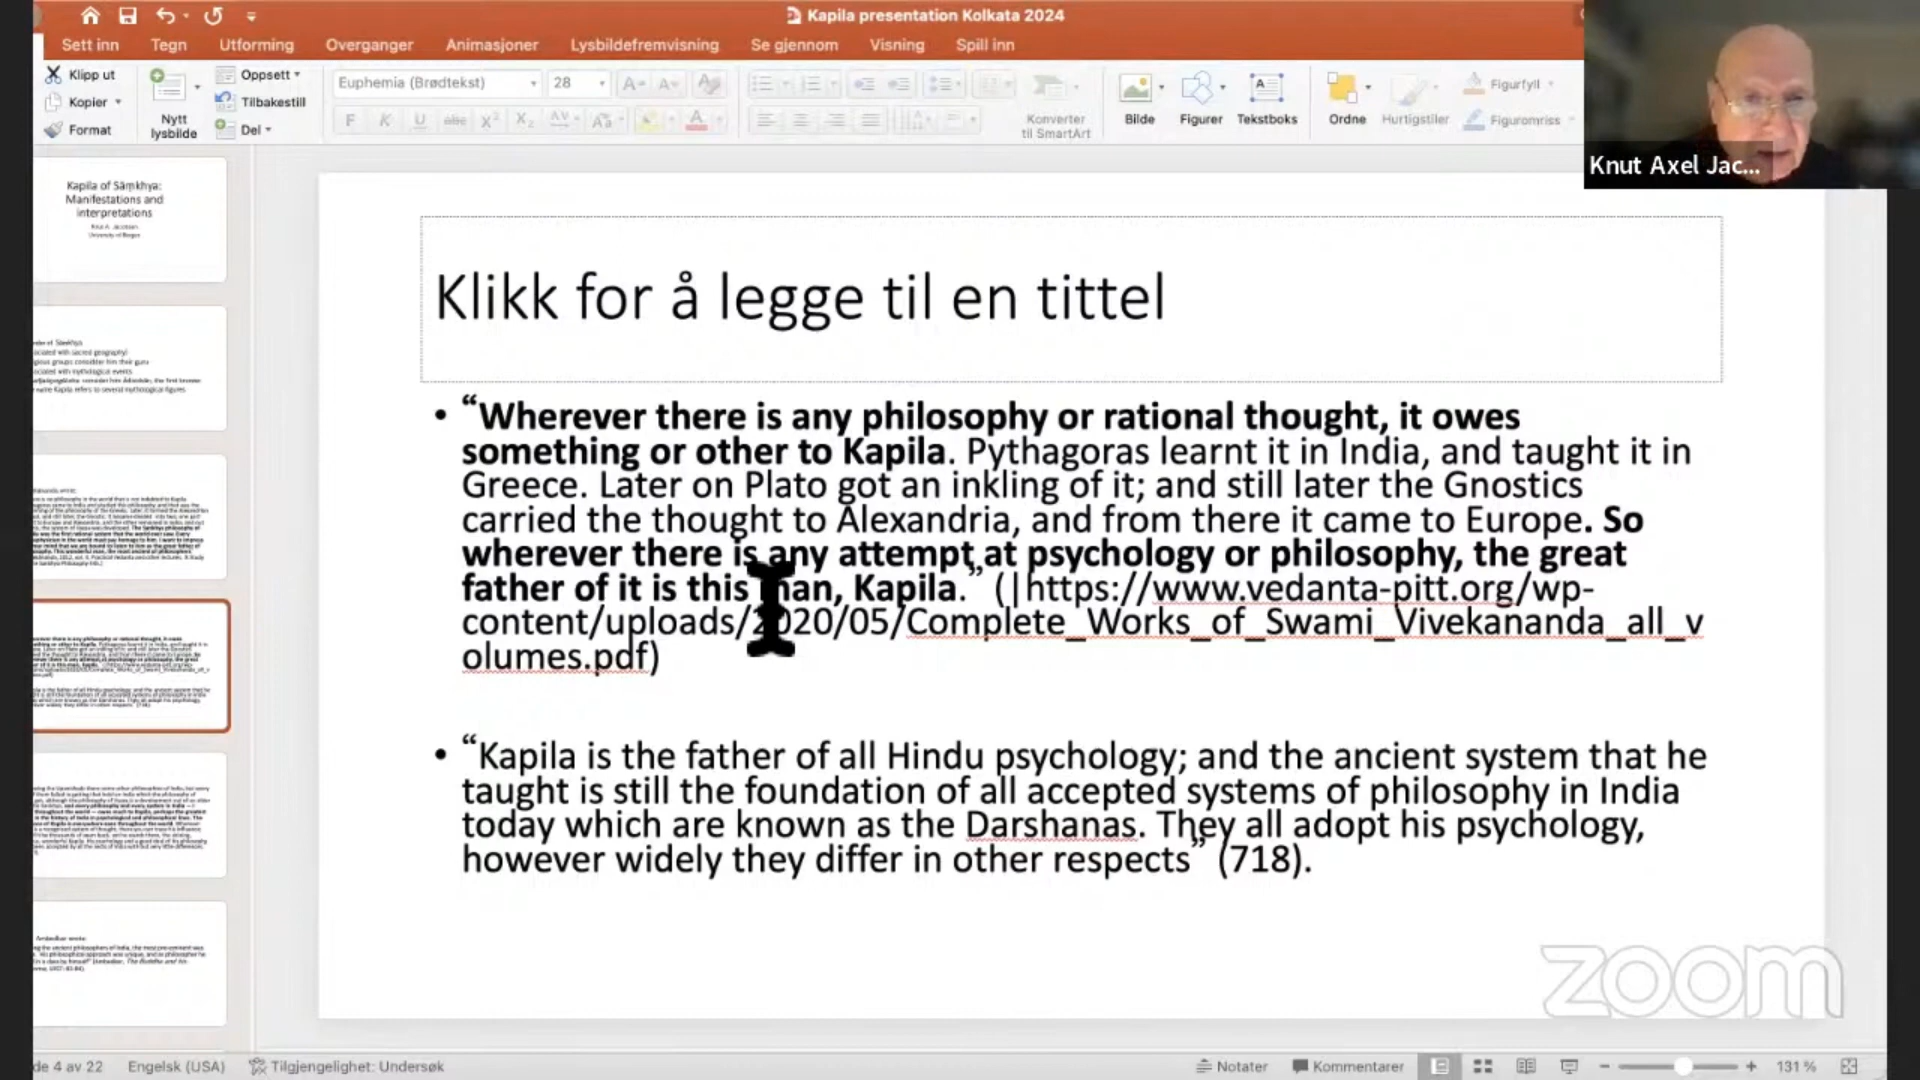 Kapila presentation Kolkata 2024
Sett inn Tegn Utforming Overganger Animasjoner Lysbildefremvisning Se gjennom Visning Spill inn
Klipp ut
Kopier
Format
Nytt
lysbilde
Oppsett
Tilbakestill
Del
Euphemia (Brødtekst) 28
Konverter
til SmartArt
Bilde
Figurer
Tekstboks
Ordne
Hurtigstiler
Figurfyll
Figuromriss
Knut Axel Jac...
Kapila of Sāṃkhya:
Manifestations and
interpretations
Knut A. Jacobsen
University of Bergen
Klikk for å legge til en tittel
• “Wherever there is any philosophy or rational thought, it owes
something or other to Kapila. Pythagoras learnt it in India, and taught it in
Greece. Later on Plato got an inkling of it; and still later the Gnostics
carried the thought to Alexandria, and from there it came to Europe. So
wherever there is any attempt at psychology or philosophy, the great
father of it is this man, Kapila.” (https://www.vedanta-pitt.org/wp-
content/uploads/2020/05/Complete_Works_of_Swami_Vivekananda_all_v
olumes.pdf)
• “Kapila is the father of all Hindu psychology; and the ancient system that he
taught is still the foundation of all accepted systems of philosophy in India
today which are known as the Darshanas. They all adopt his psychology,
however widely they differ in other respects” (718).
zoom
de 4 av 22 Engelsk (USA) Tilgjengelighet: Undersøk Notater Kommentarer 131 %